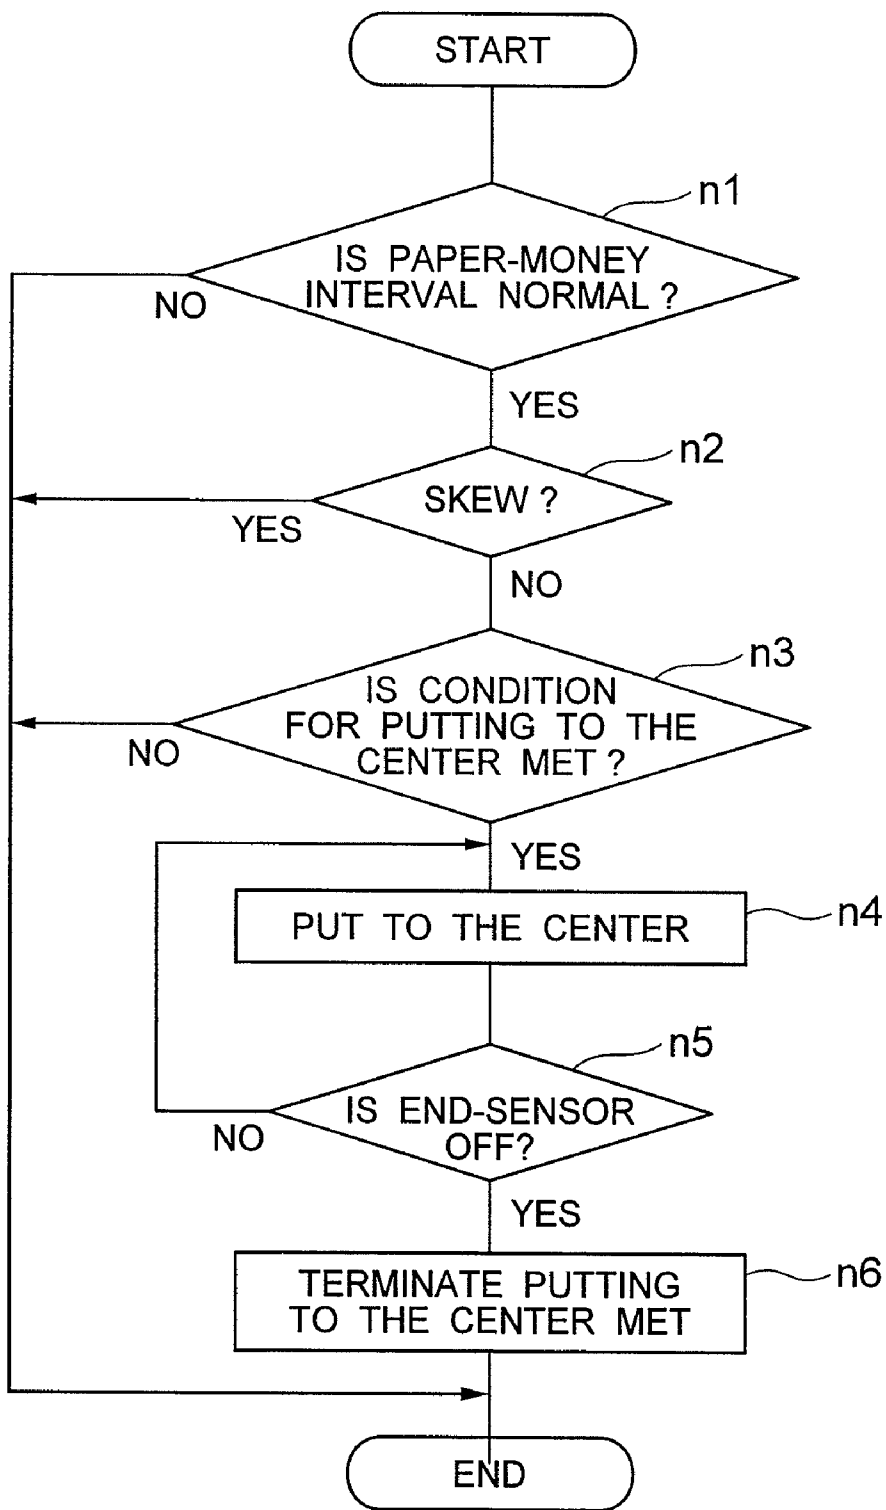 START
n1
IS PAPER-MONEY
INTERVAL NORMAL ?
NO
YES
n2
SKEW ?
YES
NO
n3
IS CONDITION
FOR PUTTING TO THE
CENTER MET ?
NO
YES
PUT TO THE CENTER
n4
n5
IS END-SENSOR
OFF?
NO
YES
TERMINATE PUTTING
TO THE CENTER MET
n6
END